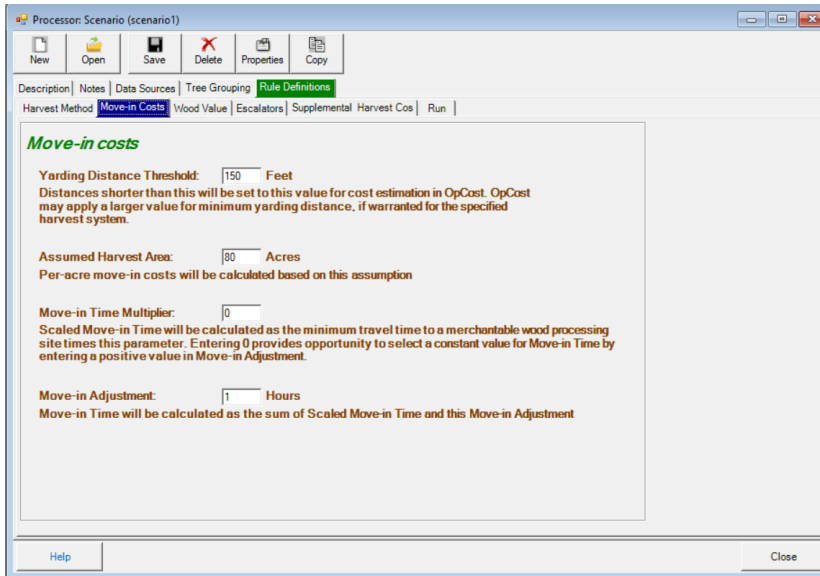 Processor: Scenario (scenario1)
New Open Save Delete Properties Copy
Description Notes Data Sources Tree Grouping Rule Definitions
Harvest Method Move-in Costs Wood Value Escalators Supplemental Harvest Cos Run
Move-in costs
Yarding Distance Threshold: 150 Feet
Distances shorter than this will be set to this value for cost estimation in OpCost. OpCost
may apply a larger value for minimum yarding distance, if warranted for the specified
harvest system.
Assumed Harvest Area: 80 Acres
Per-acre move-in costs will be calculated based on this assumption
Move-in Time Multiplier: 0
Scaled Move-in Time will be calculated as the minimum travel time to a merchantable wood processing
site times this parameter. Entering 0 provides opportunity to select a constant value for Move-in Time by
entering a positive value in Move-in Adjustment.
Move-in Adjustment: 1 Hours
Move-in Time will be calculated as the sum of Scaled Move-in Time and this Move-in Adjustment
Help Close